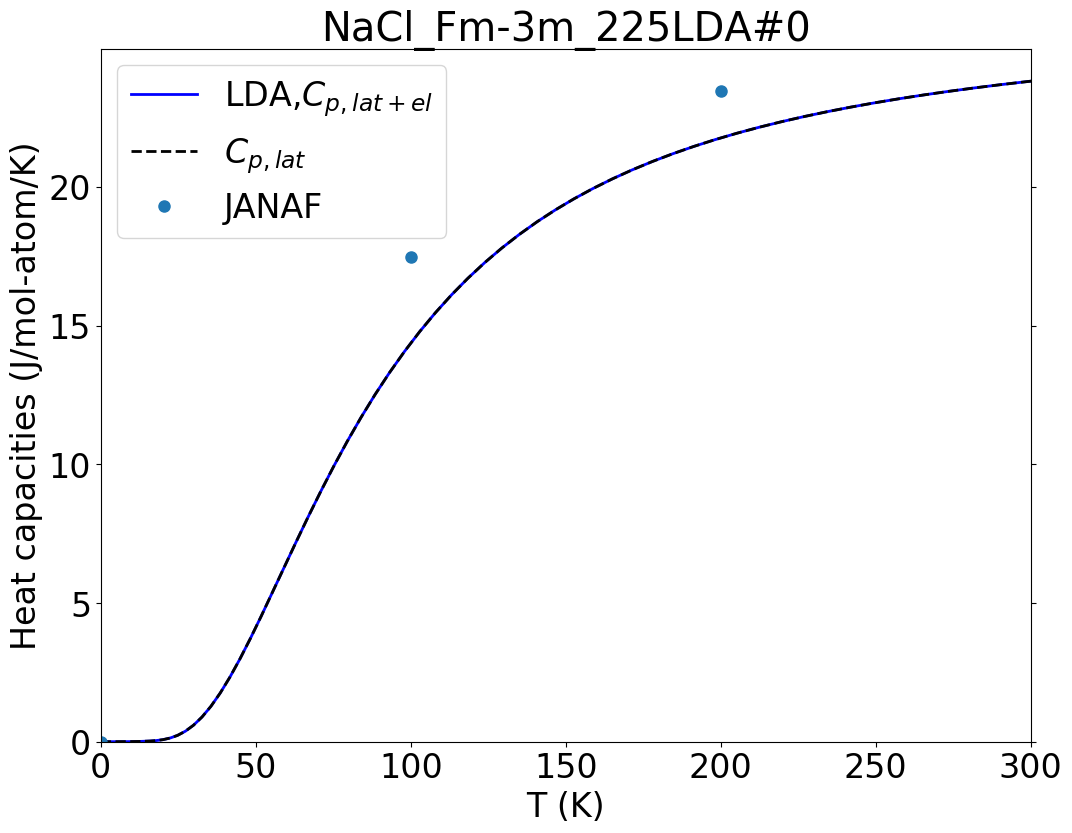 NaCl_Fm-3m_225LDA#0
LDA,C_{p,lat+el}
C_{p,lat}
JANAF
Heat capacities (J/mol-atom/K)
20
15
10
5
0
0 50 100 150 200 250 300
T (K)